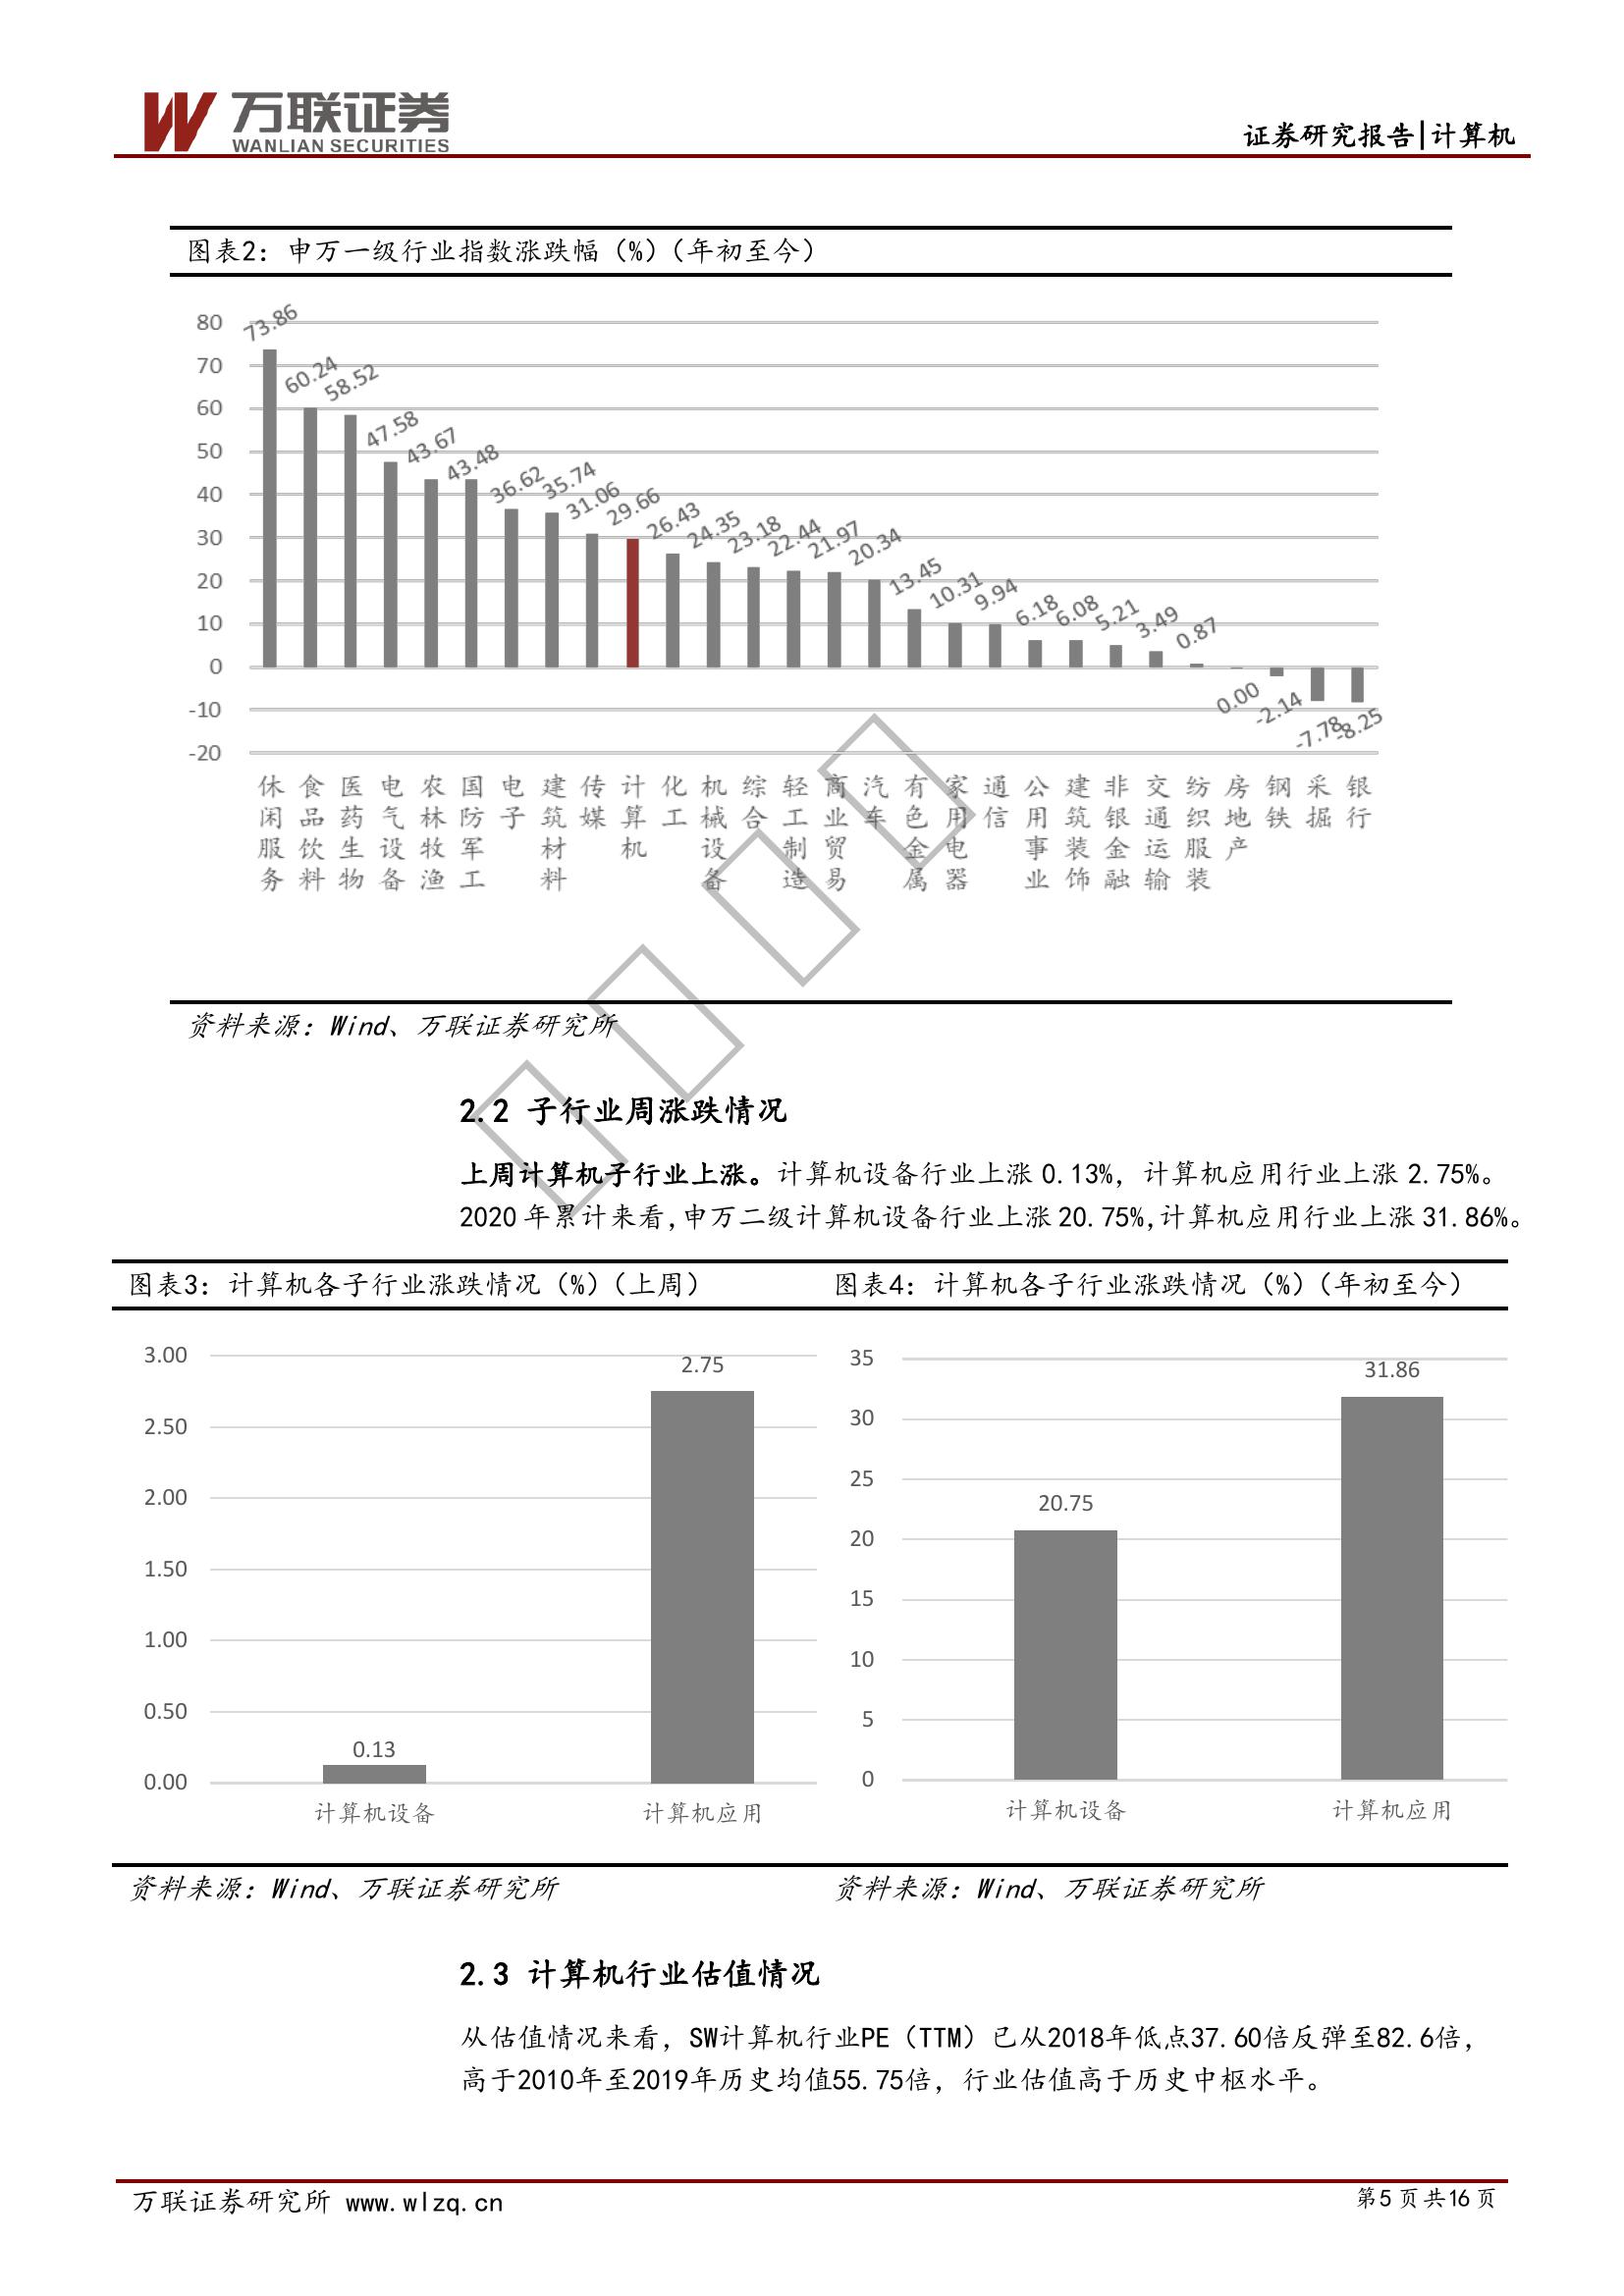 万联证券
WANLIAN SECURITIES
证券研究报告|计算机
图表2：申万一级行业指数涨跌幅（%）（年初至今）
80
70
60
50
40
30
20
10
0
-10
-20
73.86
60.24
58.52
47.58
43.67
43.48
36.62
35.74
31.06
29.66
26.43
24.35
23.18
22.44
21.97
20.34
13.45
10.31
9.94
6.18
6.08
5.21
3.49
0.87
0.00
-2.14
-7.78
-8.25
休闲服务
食品饮料
医药生物
电气设备
农林牧渔
国防军工
电子
建筑材料
传媒
计算机
化工
机械设备
综合
轻工制造
商业贸易
汽车
有色金属
家用电器
通信
公用事业
建筑装饰
非银金融
交通运输
纺织服装
房地产
钢铁
采掘
银行
资料来源：Wind、万联证券研究所
2.2 子行业周涨跌情况
上周计算机子行业上涨。计算机设备行业上涨 0.13%，计算机应用行业上涨 2.75%。
2020 年累计来看,申万二级计算机设备行业上涨 20.75%,计算机应用行业上涨 31.86%。
图表3：计算机各子行业涨跌情况（%）（上周）
3.00
2.50
2.00
1.50
1.00
0.50
0.00
0.13
2.75
计算机设备
计算机应用
资料来源：Wind、万联证券研究所
图表4：计算机各子行业涨跌情况（%）（年初至今）
35
30
25
20
15
10
5
0
20.75
31.86
计算机设备
计算机应用
资料来源：Wind、万联证券研究所
2.3 计算机行业估值情况
从估值情况来看，SW计算机行业PE（TTM）已从2018年低点37.60倍反弹至82.6倍，
高于2010年至2019年历史均值55.75倍，行业估值高于历史中枢水平。
万联证券研究所 www.wlzq.cn
第5 页 共16 页